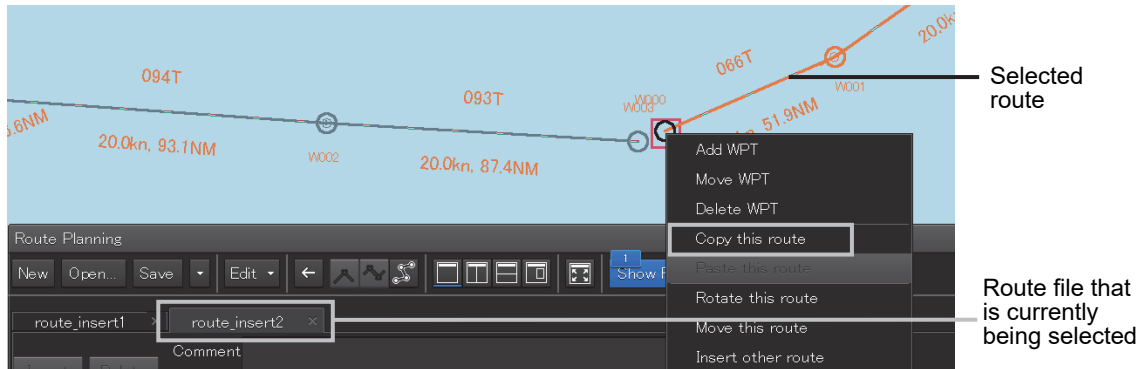 20.0kn
094T
066T
W001
093T
W003
W000
51.9NM
6NM
20.0kn, 93.1NM
W002
20.0kn, 87.4NM
Selected
route
Add WPT
Move WPT
Delete WPT
Copy this route
Paste this route
Rotate this route
Move this route
Insert other route
Route Planning
New Open... Save Edit
1
Show
route_insert1 × route_insert2 ×
Comment
Route file that
is currently
being selected